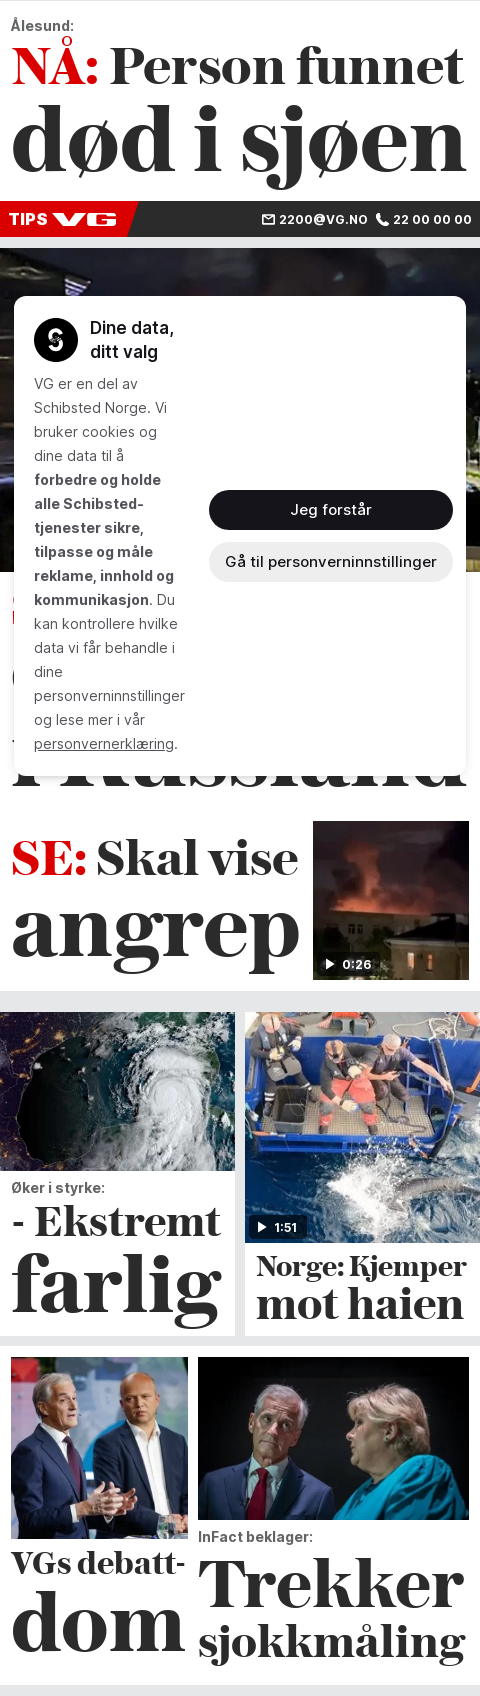 Ålesund:
NÅ: Person funnet
død i sjøen
TIPS VG
2200@VG.NO 22 00 00 00
Dine data,
ditt valg
VG er en del av
Schibsted Norge. Vi
bruker cookies og
dine data til å
forbedre og holde
alle Schibsted-
tjenester sikre,
tilpasse og måle
reklame, innhold og
kommunikasjon. Du
kan kontrollere hvilke
data vi får behandle i
dine
personverninnstillinger
og lese mer i vår
personvernerklæring.
Jeg forstår
Gå til personverninnstillinger
i Russland
SE: Skal vise
angrep
0:26
Øker i styrke:
- Ekstremt
farlig
1:51
Norge: Kjemper
mot haien
VGs debatt-
dom
InFact beklager:
Trekker
sjokkmåling